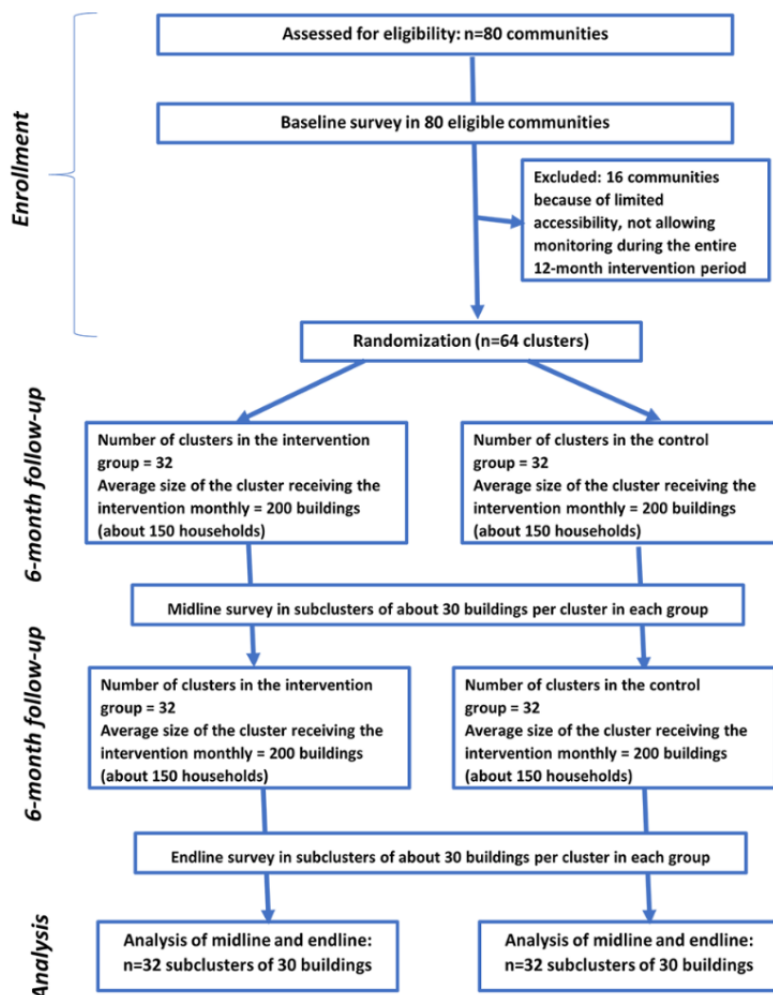 Assessed for eligibility: n=80 communities
Baseline survey in 80 eligible communities
Enrollment
Excluded: 16 communities
because of limited
accessibility, not allowing
monitoring during the entire
12-month intervention period
Randomization (n=64 clusters)
6-month follow-up
Number of clusters in the intervention
group = 32
Average size of the cluster receiving the
intervention monthly = 200 buildings
(about 150 households)
Number of clusters in the control
group = 32
Average size of the cluster receiving the
intervention monthly = 200 buildings
(about 150 households)
Midline survey in subclusters of about 30 buildings per cluster in each group
6-month follow-up
Number of clusters in the intervention
group = 32
Average size of the cluster receiving the
intervention monthly = 200 buildings
(about 150 households)
Number of clusters in the control
group = 32
Average size of the cluster receiving the
intervention monthly = 200 buildings
(about 150 households)
Endline survey in subclusters of about 30 buildings per cluster in each group
Analysis
Analysis of midline and endline:
n=32 subclusters of 30 buildings
Analysis of midline and endline:
n=32 subclusters of 30 buildings